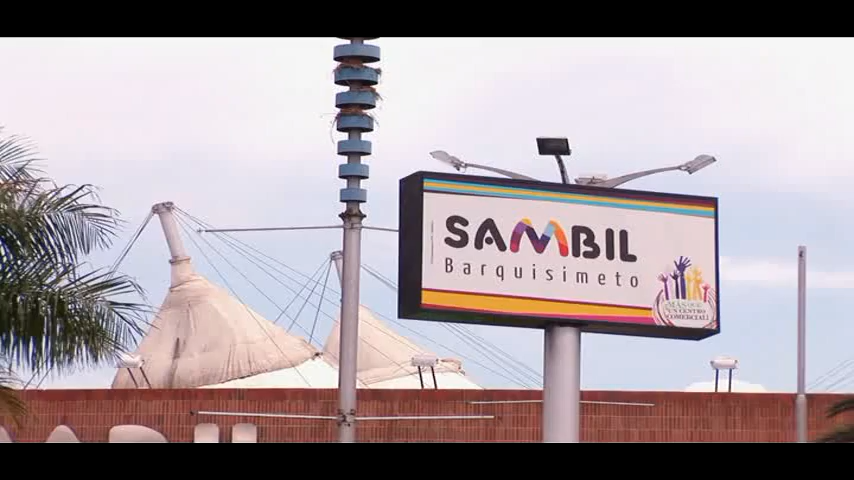 SAMBIL
Barquisimeto
MÁS QUE
UN CENTRO
COMERCIAL!